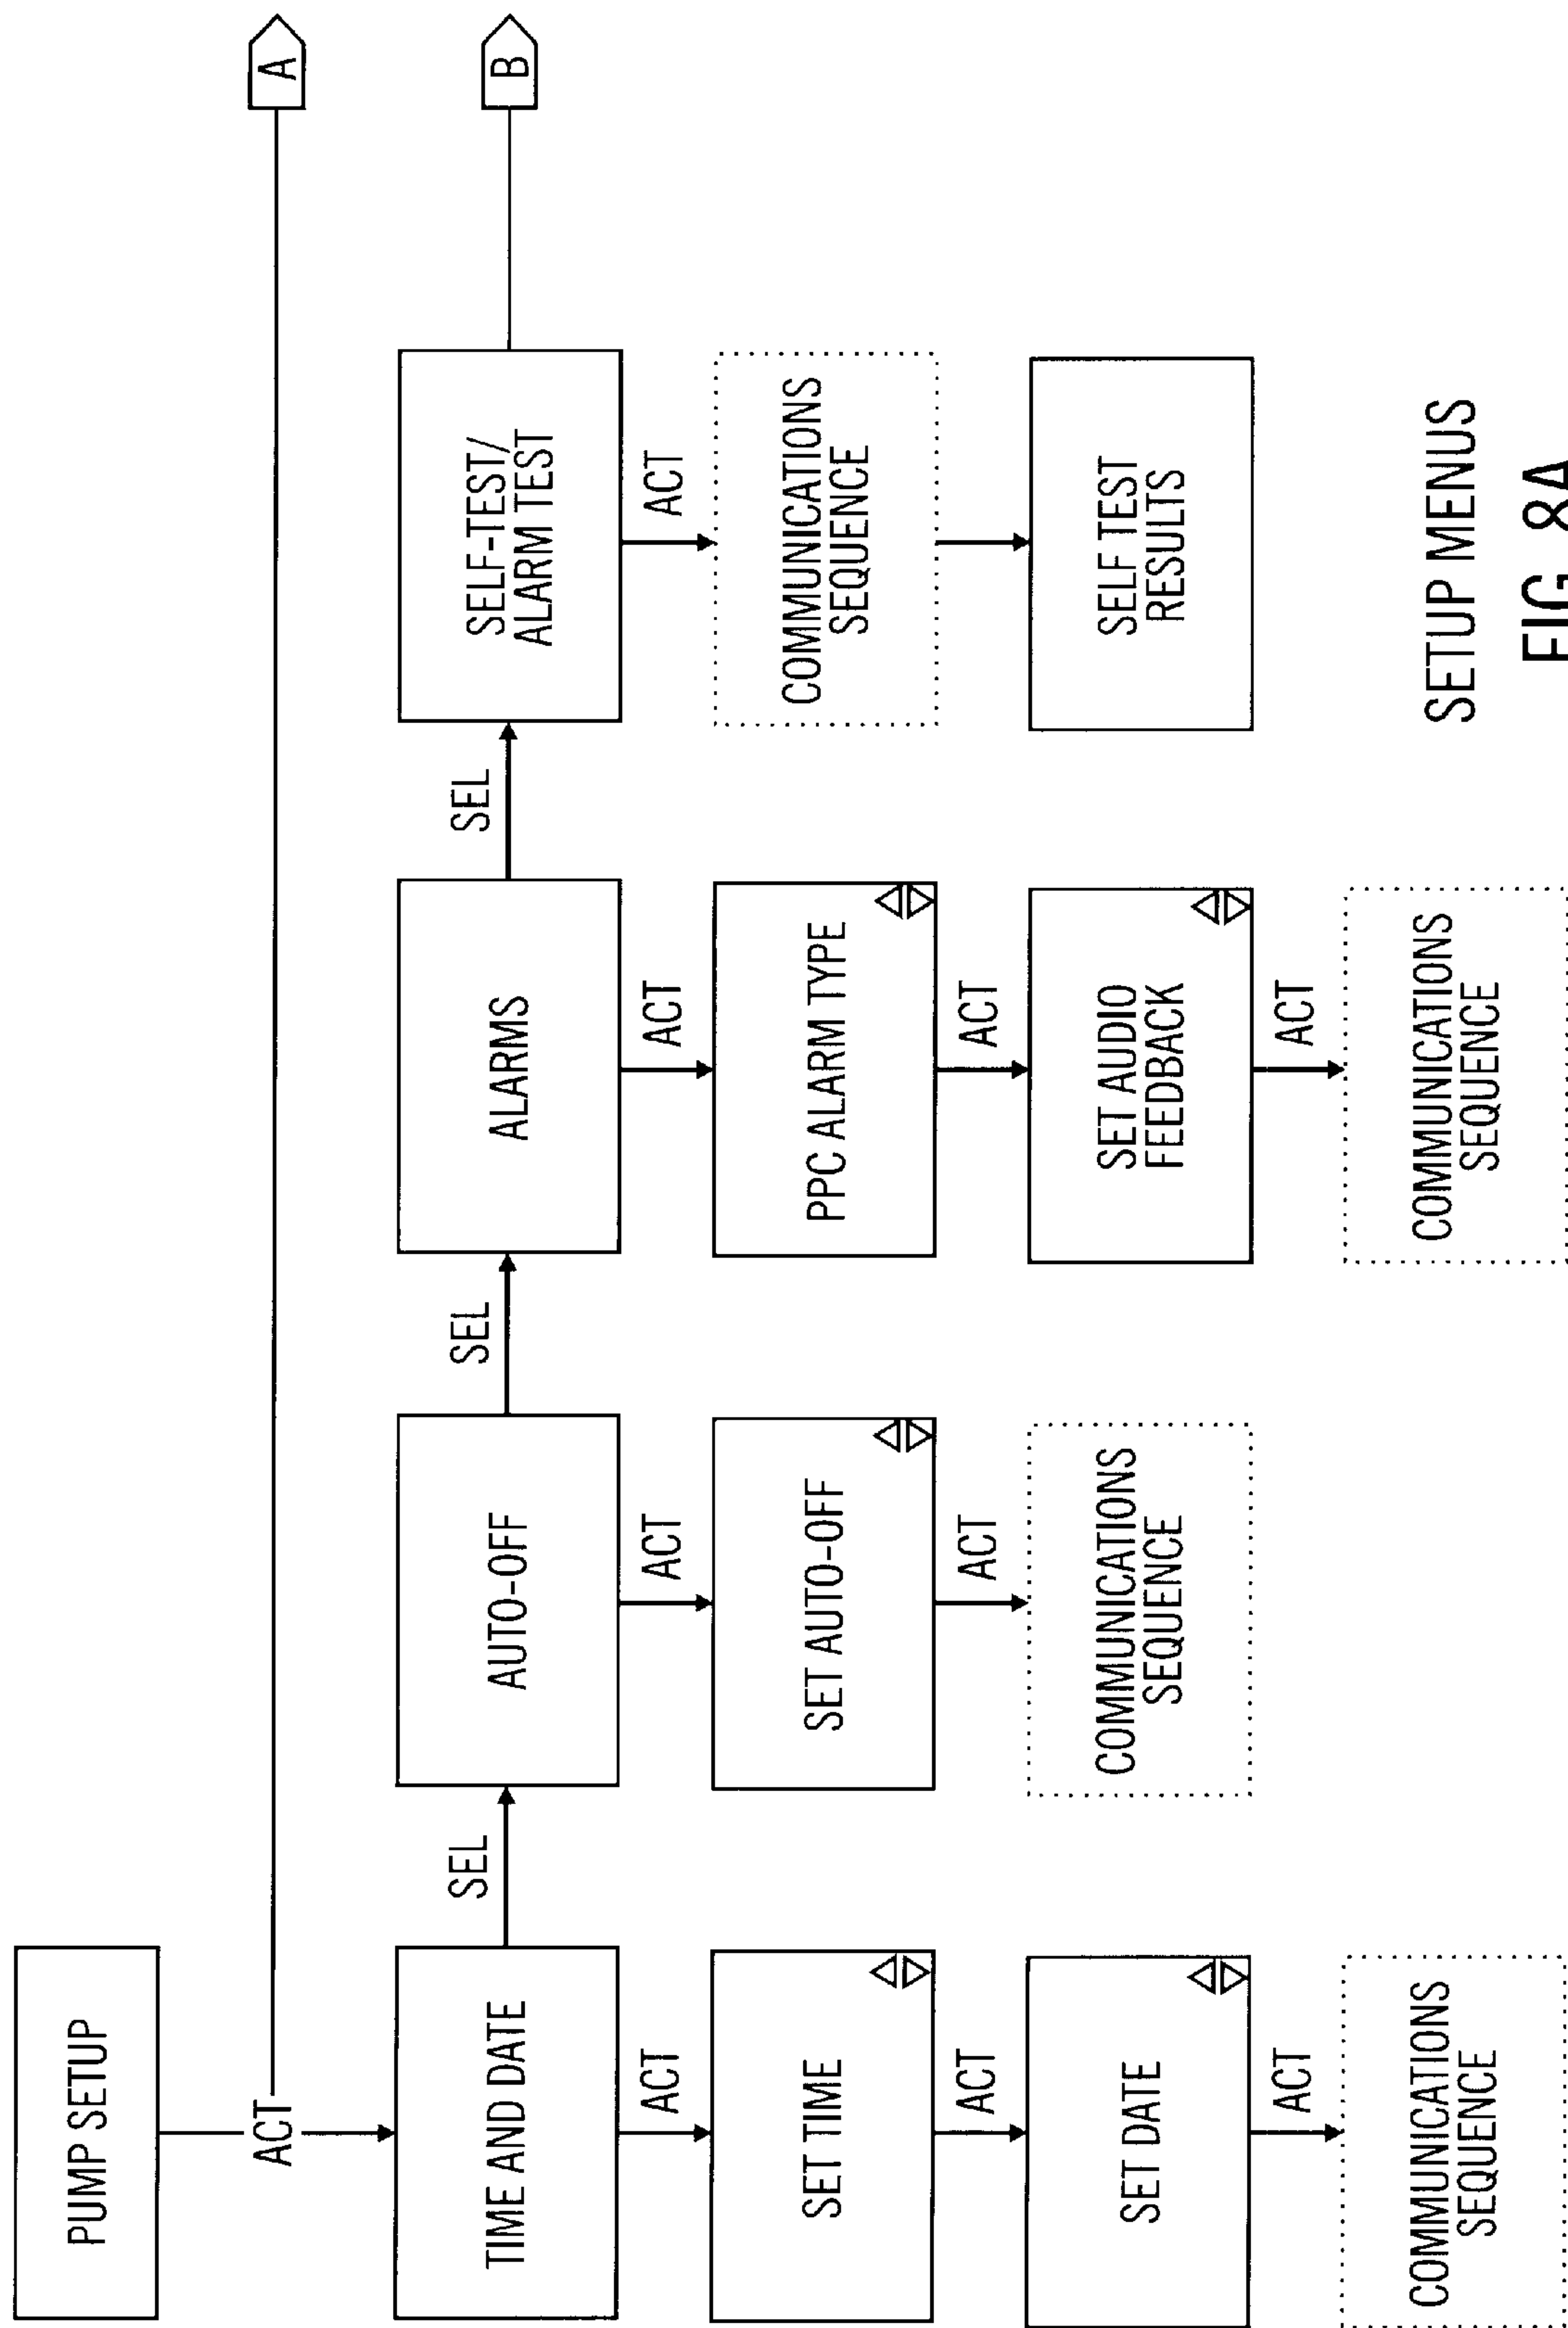 PUMP SETUP
ACT
A
TIME AND DATE
SEL
AUTO-OFF
SEL
ALARMS
SEL
SELF-TEST/
ALARM TEST
B
ACT
ACT
ACT
ACT
SET TIME
SET AUTO-OFF
PPC ALARM TYPE
COMMUNICATIONS
SEQUENCE
ACT
ACT
ACT
SET DATE
COMMUNICATIONS
SEQUENCE
SET AUDIO
FEEDBACK
SELF TEST
RESULTS
ACT
ACT
COMMUNICATIONS
SEQUENCE
COMMUNICATIONS
SEQUENCE
SETUP MENUS
FIG. 8A